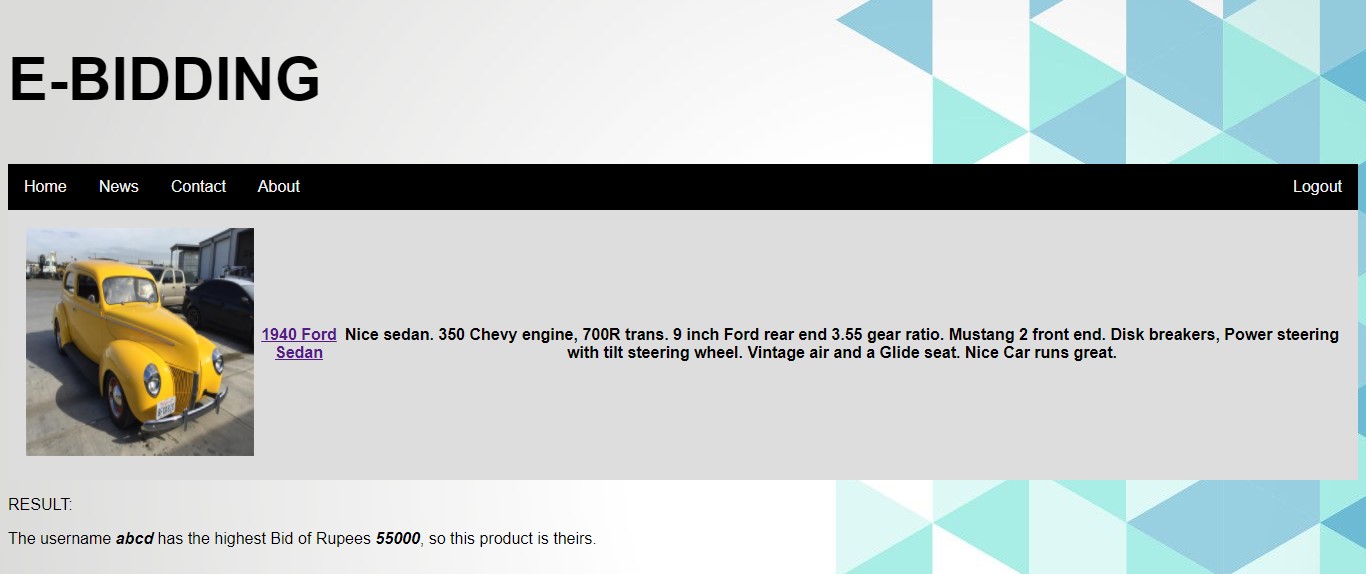 E-BIDDING
Home News Contact About Logout
1940 Ford
Sedan
Nice sedan. 350 Chevy engine, 700R trans. 9 inch Ford rear end 3.55 gear ratio. Mustang 2 front end. Disk breakers, Power steering
with tilt steering wheel. Vintage air and a Glide seat. Nice Car runs great.
RESULT:
The username abcd has the highest Bid of Rupees 55000, so this product is theirs.